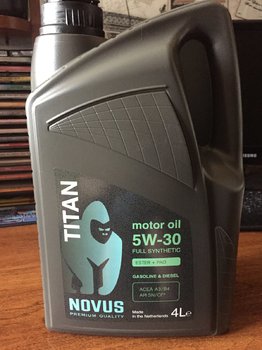 TITAN
motor oil
5W-30
FULL SYNTHETIC
ESTER + PAO
GASOLINE & DIESEL
ACEA A3/B4
API SN/CF
NOVUS
PREMIUM QUALITY
Made
in the Netherlands
4L